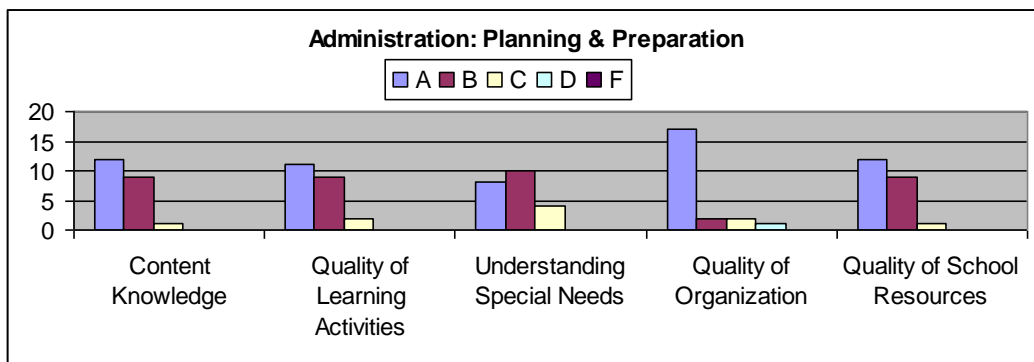 Administration: Planning & Preparation
A B C D F
20
15
10
5
0
Content
Knowledge
Quality of
Learning
Activities
Understanding
Special Needs
Quality of
Organization
Quality of School
Resources